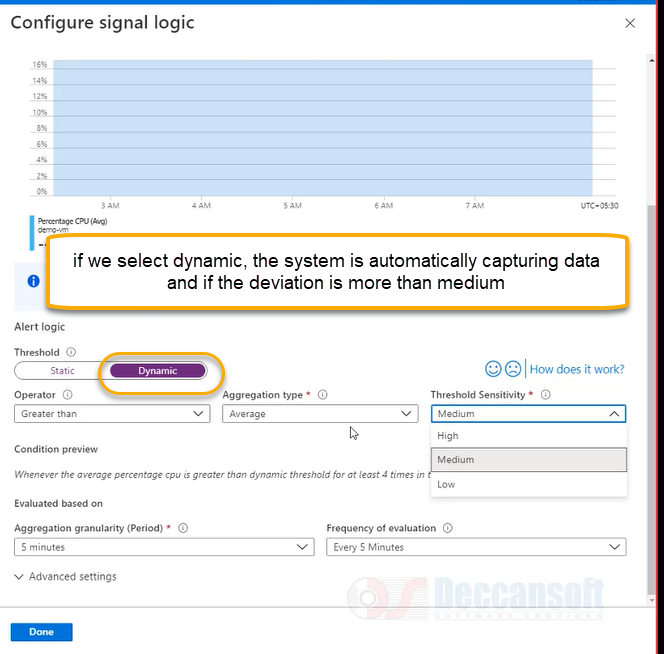 Configure signal logic
16%
14%
12%
10%
8%
6%
4%
2%
0%
3 AM 4 AM 5 AM 6 AM 7 AM UTC+05:30
Percentage CPU (Avg)
demo-vm
--
if we select dynamic, the system is automatically capturing data
and if the deviation is more than medium
Alert logic
Threshold
Static Dynamic How does it work?
Operator Aggregation type * Threshold Sensitivity *
Greater than Average Medium
High
Condition preview
Medium
Whenever the average percentage cpu is greater than dynamic threshold for at least 4 times in
Low
Evaluated based on
Aggregation granularity (Period) * Frequency of evaluation
5 minutes Every 5 Minutes
Advanced settings
Deccansoft
SOFTWARE SERVICES
Done